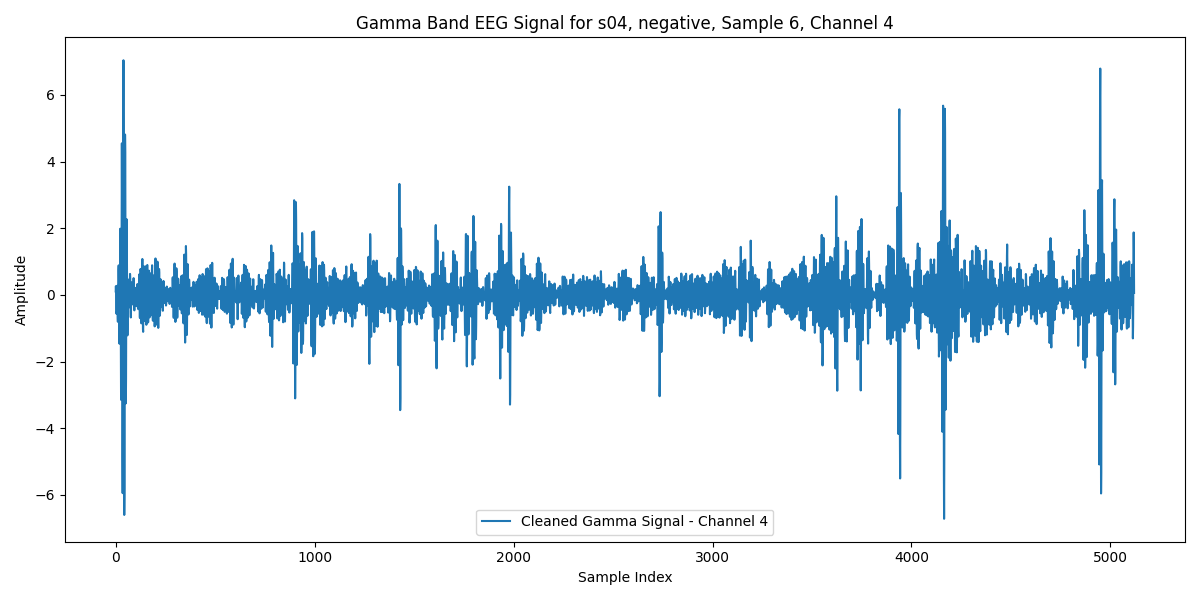 Gamma Band EEG Signal for s04, negative, Sample 6, Channel 4
Amplitude
6
4
2
0
−2
−4
−6
Cleaned Gamma Signal - Channel 4
0 1000 2000 3000 4000 5000
Sample Index